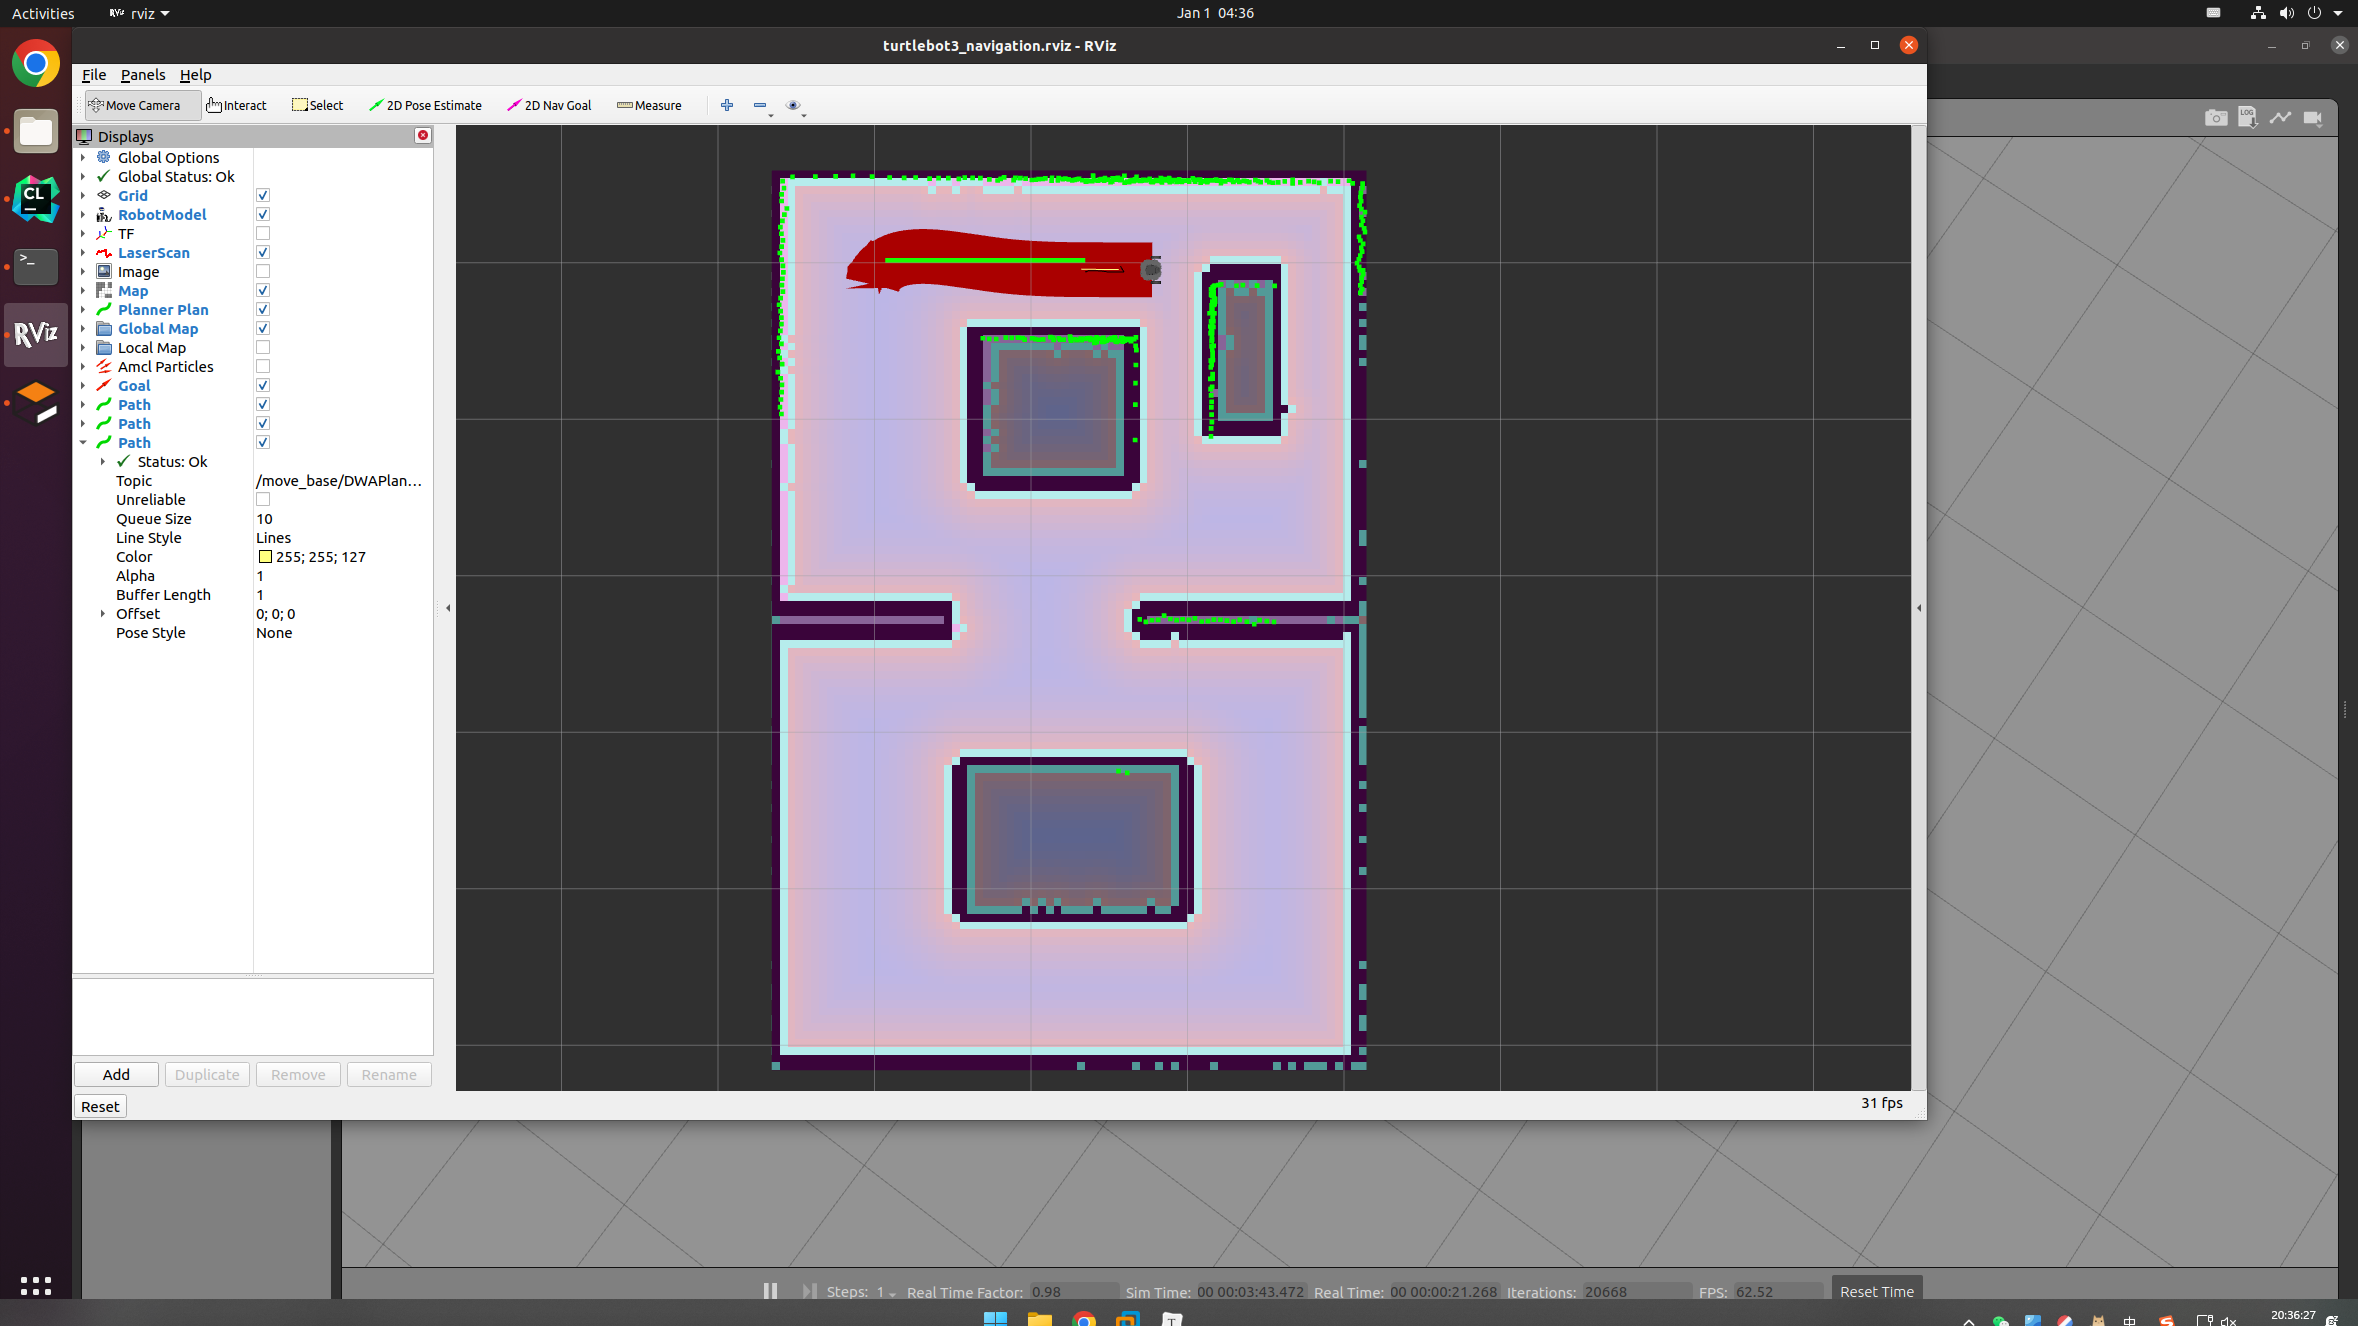 Activities
RViz rviz
Jan 1 04:36
turtlebot3_navigation.rviz - RViz
File Panels Help
Move Camera Interact Select 2D Pose Estimate 2D Nav Goal Measure
LOG
Displays
Global Options
Global Status: Ok
Grid
RobotModel
TF
LaserScan
Image
Map
Planner Plan
Global Map
Local Map
Amcl Particles
Goal
Path
Path
Path
Status: Ok
Topic /move_base/DWAPlan…
Unreliable
Queue Size 10
Line Style Lines
Color 255; 255; 127
Alpha 1
Buffer Length 1
Offset 0; 0; 0
Pose Style None
CL
>_
RViz
Add Duplicate Remove Rename
Reset
31 fps
Steps: 1 Real Time Factor: 0.98 Sim Time: 00 00:03:43.472 Real Time: 00 00:00:21.268 Iterations: 20668 FPS: 62.52 Reset Time
T
中
20:36:27